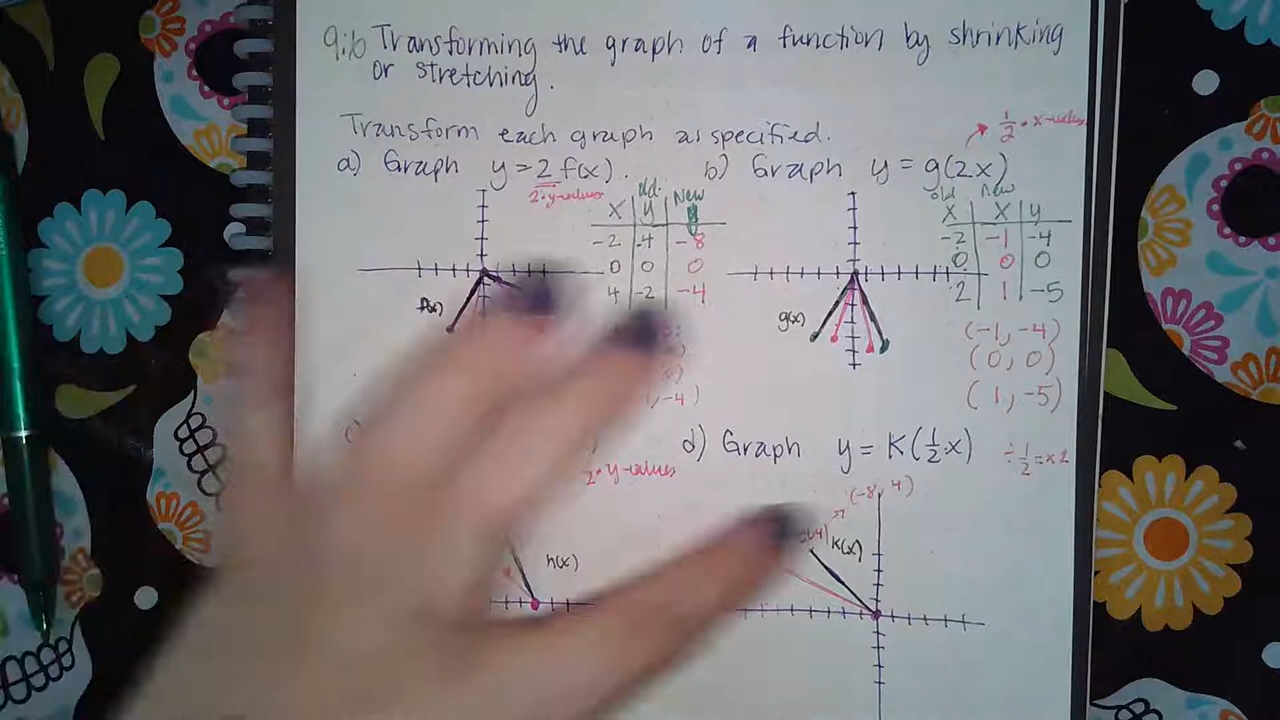 9.6 Transforming the graph of a function by shrinking
or stretching.
Transform each graph as specified.
a) Graph y = 2 f(x).
2·y-values
x | old y | New y
-2 | -4 | -8
0 | 0 | 0
4 | -2 | -4
f(x)
, -4)
b) Graph y = g(2x)
1/2 · x-values
old x | new x | y
-2 | -1 | -4
0 | 0 | 0
2 | 1 | -5
g(x)
(-1, -4)
(0, 0)
(1, -5)
2·y-values
h(x)
d) Graph y = K(1/2x)
÷ 1/2 = x2
(-8, 4)
K(x)